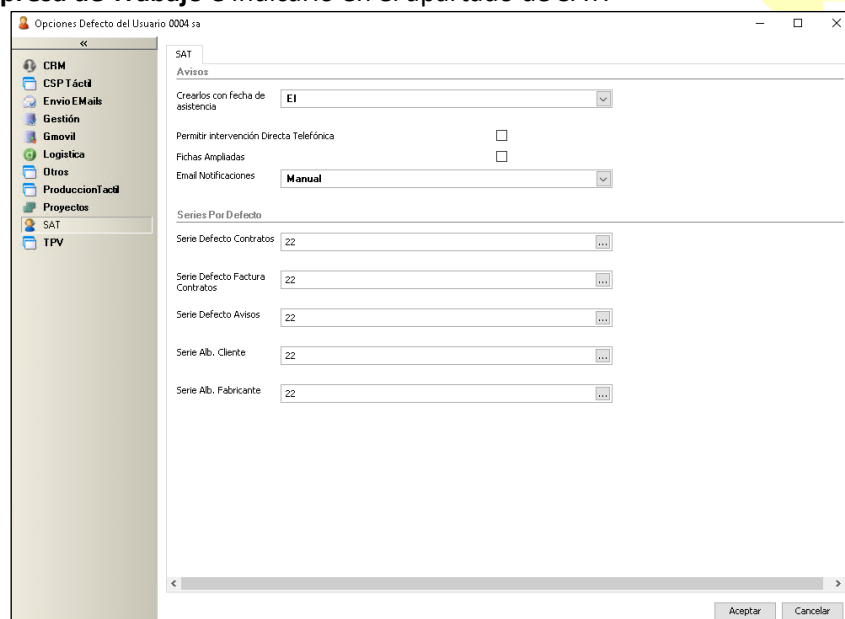 presa de Trabajo e indicarlo en el apartado de SAT.
Opciones Defecto del Usuario 0004 sa
«
CRM
CSP Táctil
Envio EMails
Gestión
Gmovil
Logistica
Otros
ProduccionTactil
Proyectos
SAT
TPV
SAT
Avisos
Crearlos con fecha de
asistencia
El
Permitir intervención Directa Telefónica
Fichas Ampliadas
Email Notificaciones
Manual
Series Por Defecto
Serie Defecto Contratos
22
...
Serie Defecto Factura
Contratos
22
...
Serie Defecto Avisos
22
...
Serie Alb. Cliente
22
...
Serie Alb. Fabricante
22
...
Aceptar
Cancelar